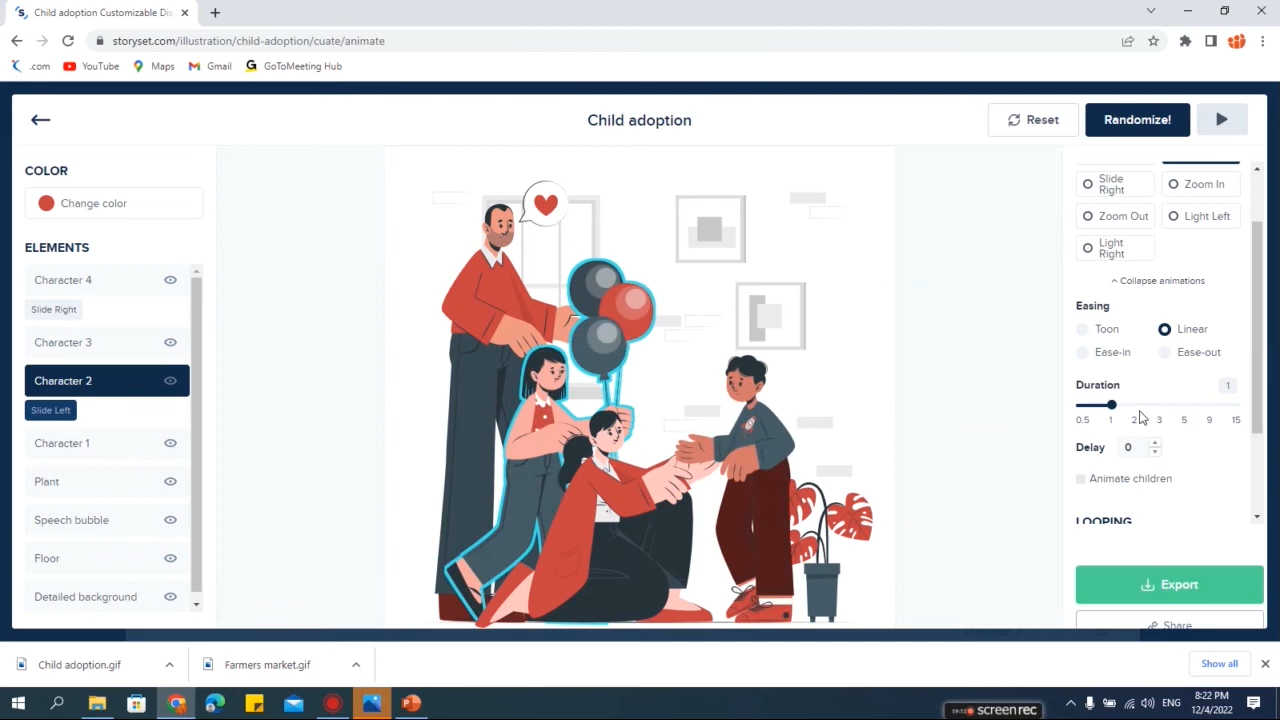 Child adoption Customizable Dis
storyset.com/illustration/child-adoption/cuate/animate
.com
YouTube
Maps
Gmail
GoToMeeting Hub
Child adoption
Reset
Randomize!
COLOR
Change color
ELEMENTS
Character 4
Slide Right
Character 3
Character 2
Slide Left
Character 1
Plant
Speech bubble
Floor
Detailed background
Slide Right
Zoom In
Zoom Out
Light Left
Light Right
Collapse animations
Easing
Toon
Linear
Ease-in
Ease-out
Duration 1
0.5 1 2 3 5 9 15
Delay 0
Animate children
LOOPING
Export
Share
Child adoption.gif
Farmers market.gif
Show all
screenrec
ENG
8:22 PM
12/4/2022